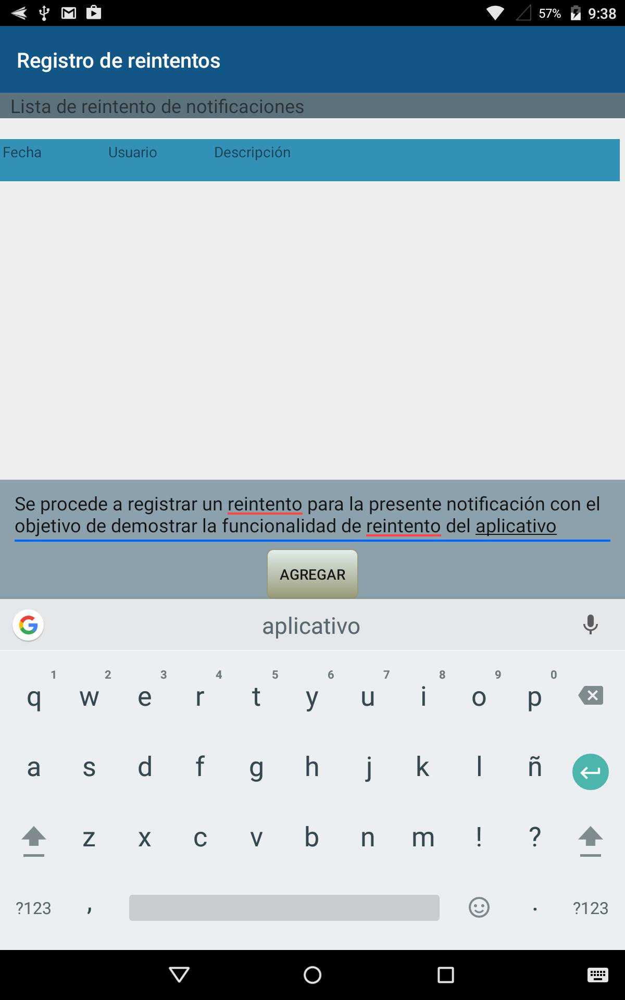 57% 9:38
Registro de reintentos
Lista de reintento de notificaciones
Fecha Usuario Descripción
Se procede a registrar un reintento para la presente notificación con el
objetivo de demostrar la funcionalidad de reintento del aplicativo
AGREGAR
G aplicativo
1 2 3 4 5 6 7 8 9 0
q w e r t y u i o p
a s d f g h j k l ñ
z x c v b n m ! ?
?123 , . ?123